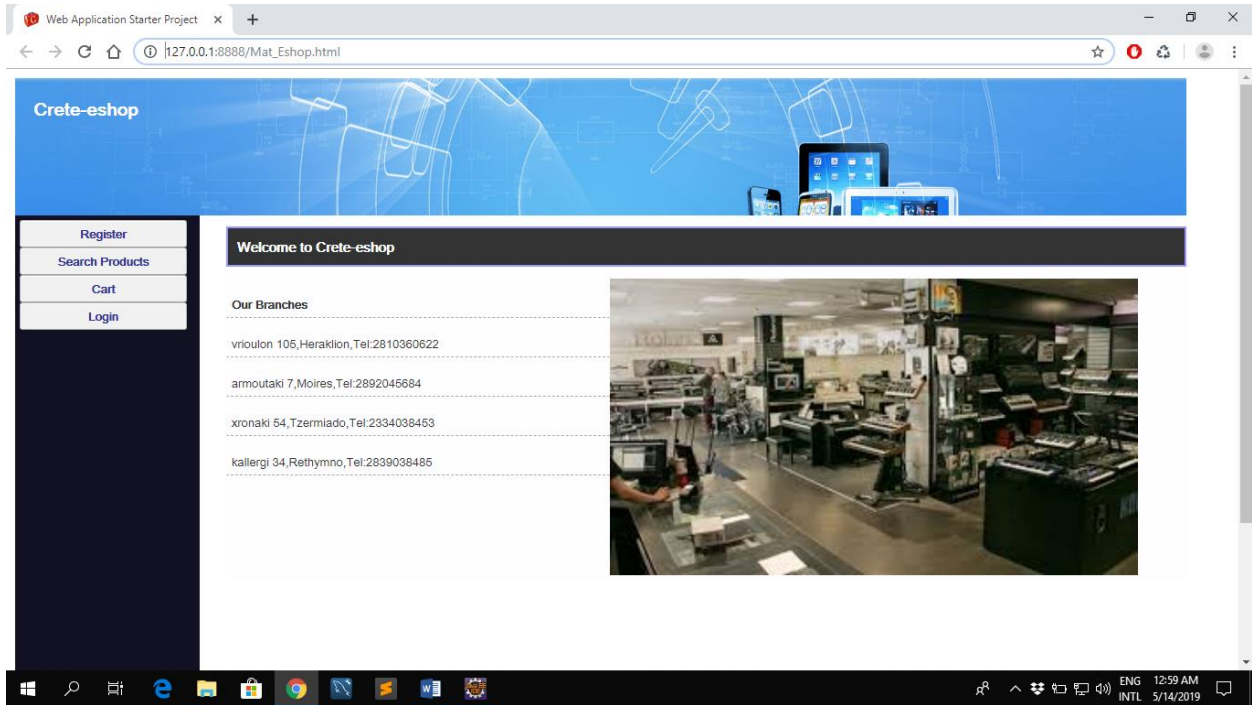 Web Application Starter Project
127.0.0.1:8888/Mat_Eshop.html
Crete-eshop
Register
Search Products
Cart
Login
Welcome to Crete-eshop
Our Branches
vrioulon 105,Heraklion,Tel:2810360622
armoutaki 7,Moires,Tel:2892045684
xronaki 54,Tzermiado,Tel:2334038453
kallergi 34,Rethymno,Tel:2839038485
Roland
ENG 12:59 AM
INTL 5/14/2019